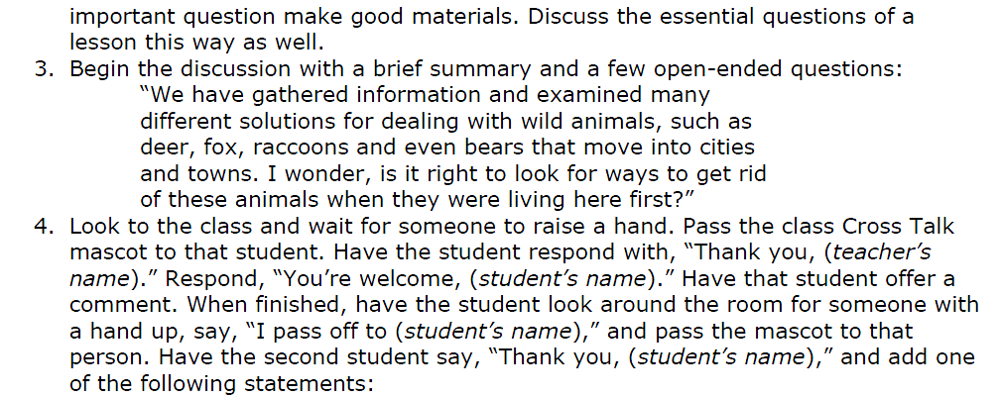 important question make good materials. Discuss the essential questions of a
lesson this way as well.
3. Begin the discussion with a brief summary and a few open-ended questions:
“We have gathered information and examined many
different solutions for dealing with wild animals, such as
deer, fox, raccoons and even bears that move into cities
and towns. I wonder, is it right to look for ways to get rid
of these animals when they were living here first?”
4. Look to the class and wait for someone to raise a hand. Pass the class Cross Talk
mascot to that student. Have the student respond with, “Thank you, (teacher’s
name).” Respond, “You’re welcome, (student’s name).” Have that student offer a
comment. When finished, have the student look around the room for someone with
a hand up, say, “I pass off to (student’s name),” and pass the mascot to that
person. Have the second student say, “Thank you, (student’s name),” and add one
of the following statements: